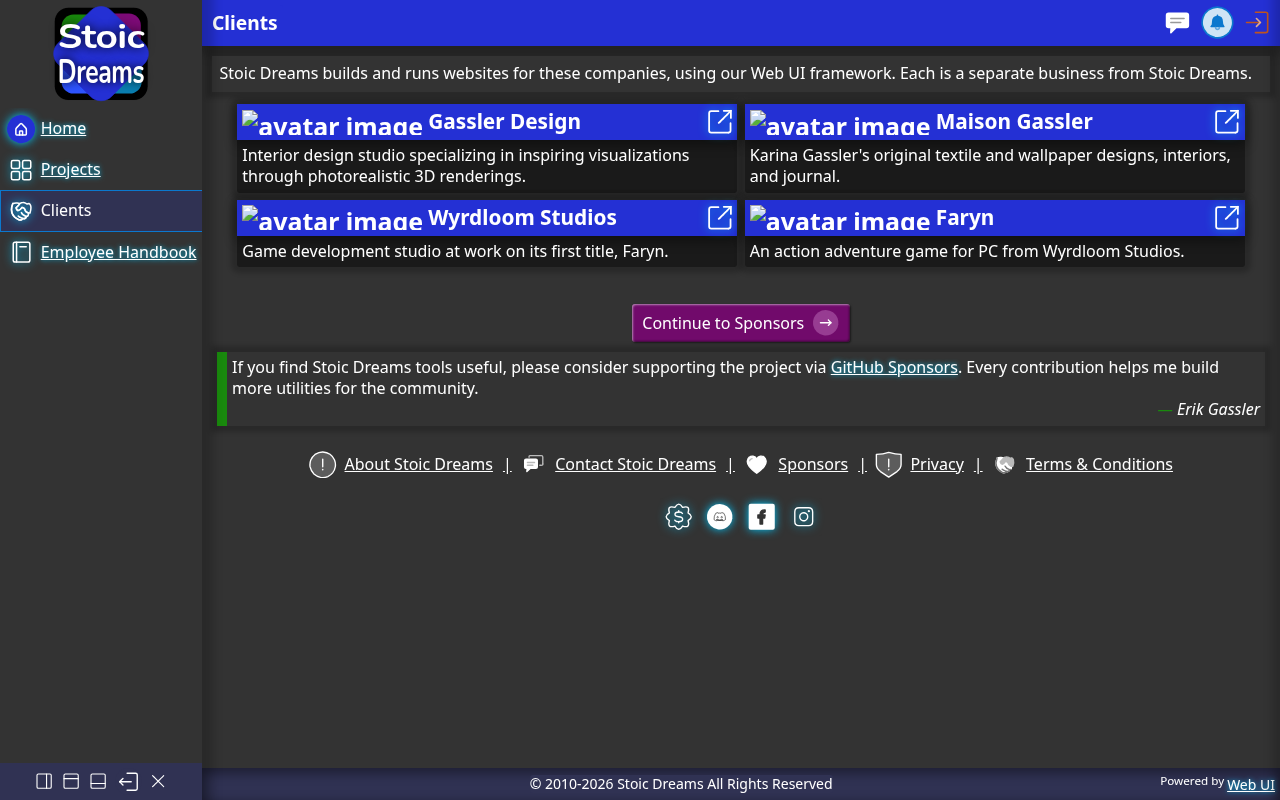 Stoic
Dreams
Home
Projects
Clients
Employee Handbook
Clients
Stoic Dreams builds and runs websites for these companies, using our Web UI framework. Each is a separate business from Stoic Dreams.
avatar image Gassler Design
Interior design studio specializing in inspiring visualizations
through photorealistic 3D renderings.
avatar image Maison Gassler
Karina Gassler's original textile and wallpaper designs, interiors,
and journal.
avatar image Wyrdloom Studios
Game development studio at work on its first title, Faryn.
avatar image Faryn
An action adventure game for PC from Wyrdloom Studios.
Continue to Sponsors
If you find Stoic Dreams tools useful, please consider supporting the project via GitHub Sponsors. Every contribution helps me build
more utilities for the community.
— Erik Gassler
About Stoic Dreams | Contact Stoic Dreams | Sponsors | Privacy | Terms & Conditions
© 2010-2026 Stoic Dreams All Rights Reserved
Powered by Web UI